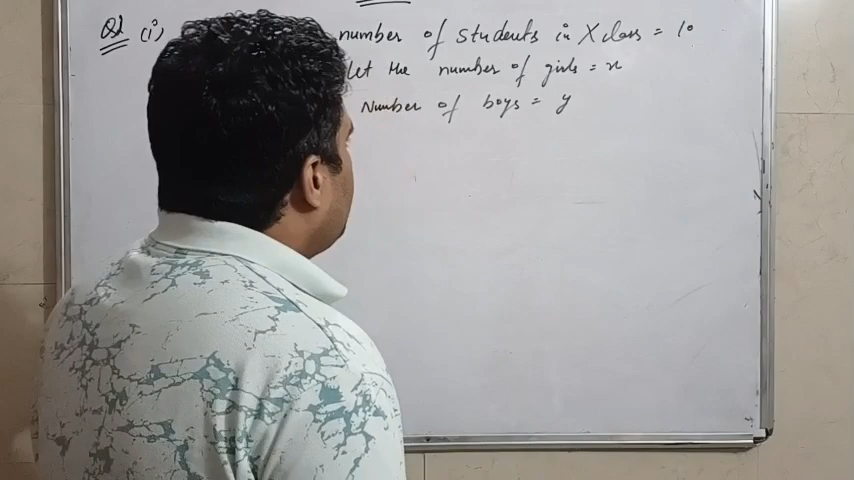 Q1 (i) number of students in X class = 10
let the number of girls = x
Number of boys = y